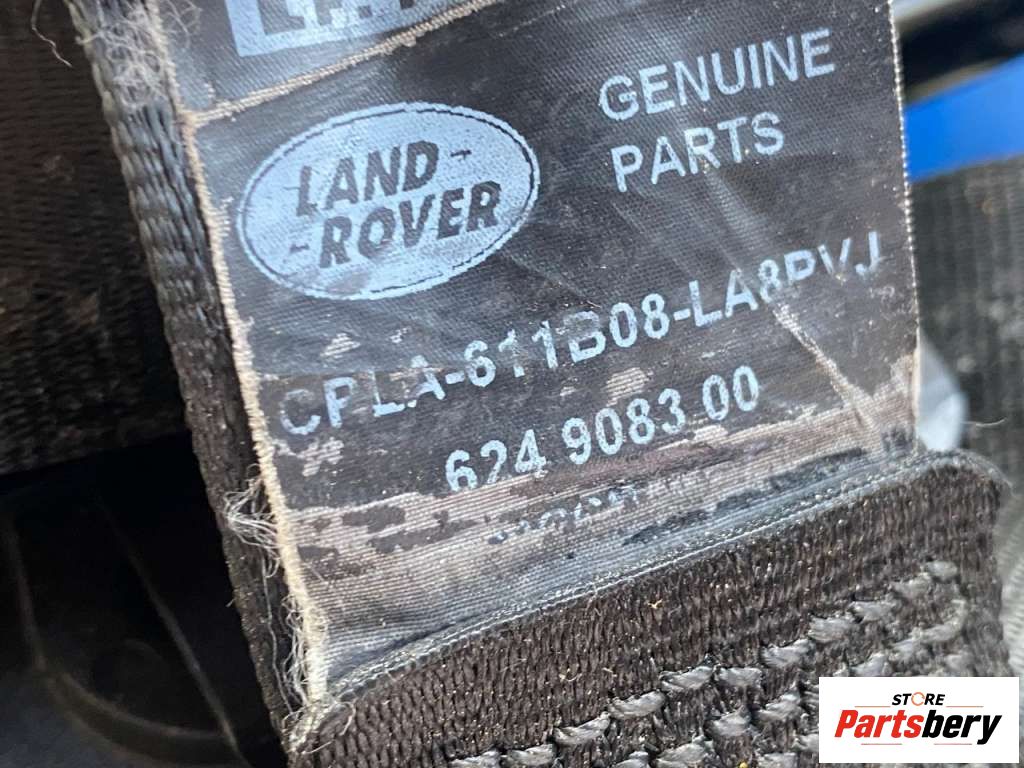 GENUINE
PARTS
LAND-
-ROVER
CPLA-611B08-LA8PVJ
624 9083 00
STORE
Partsbery